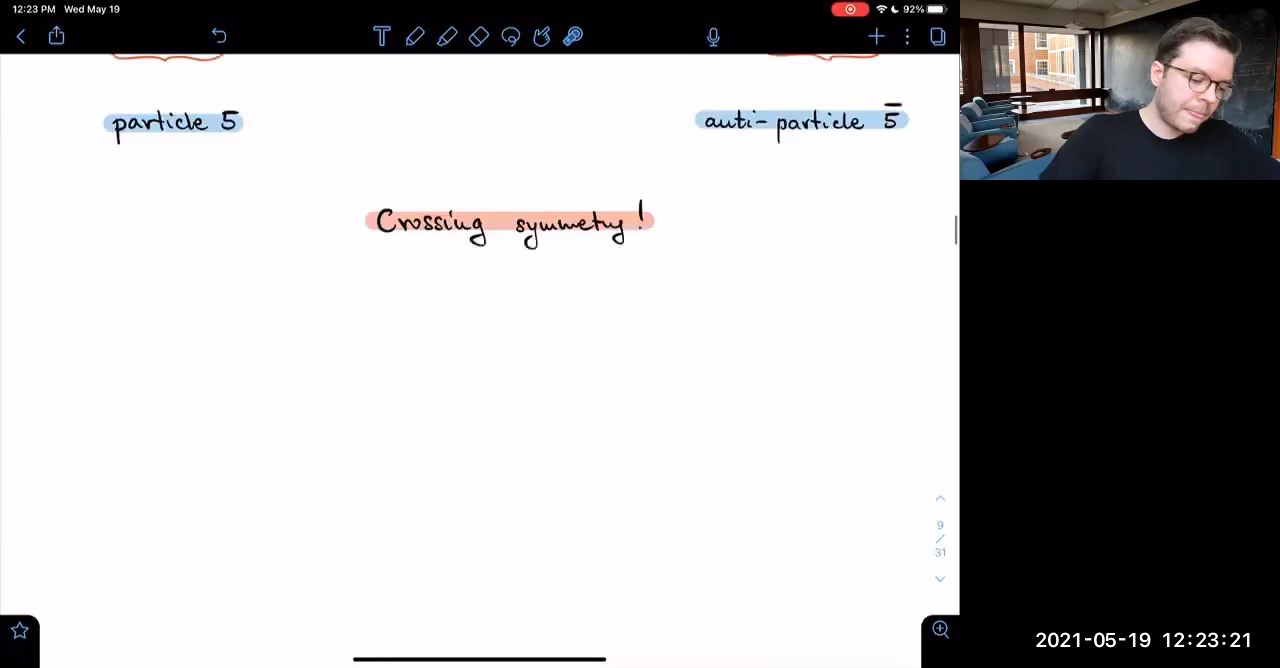 12:23 PM Wed May 19
92%
particle 5
anti-particle 5̅
Crossing symmetry!
9
/
31
2021-05-19 12:23:21